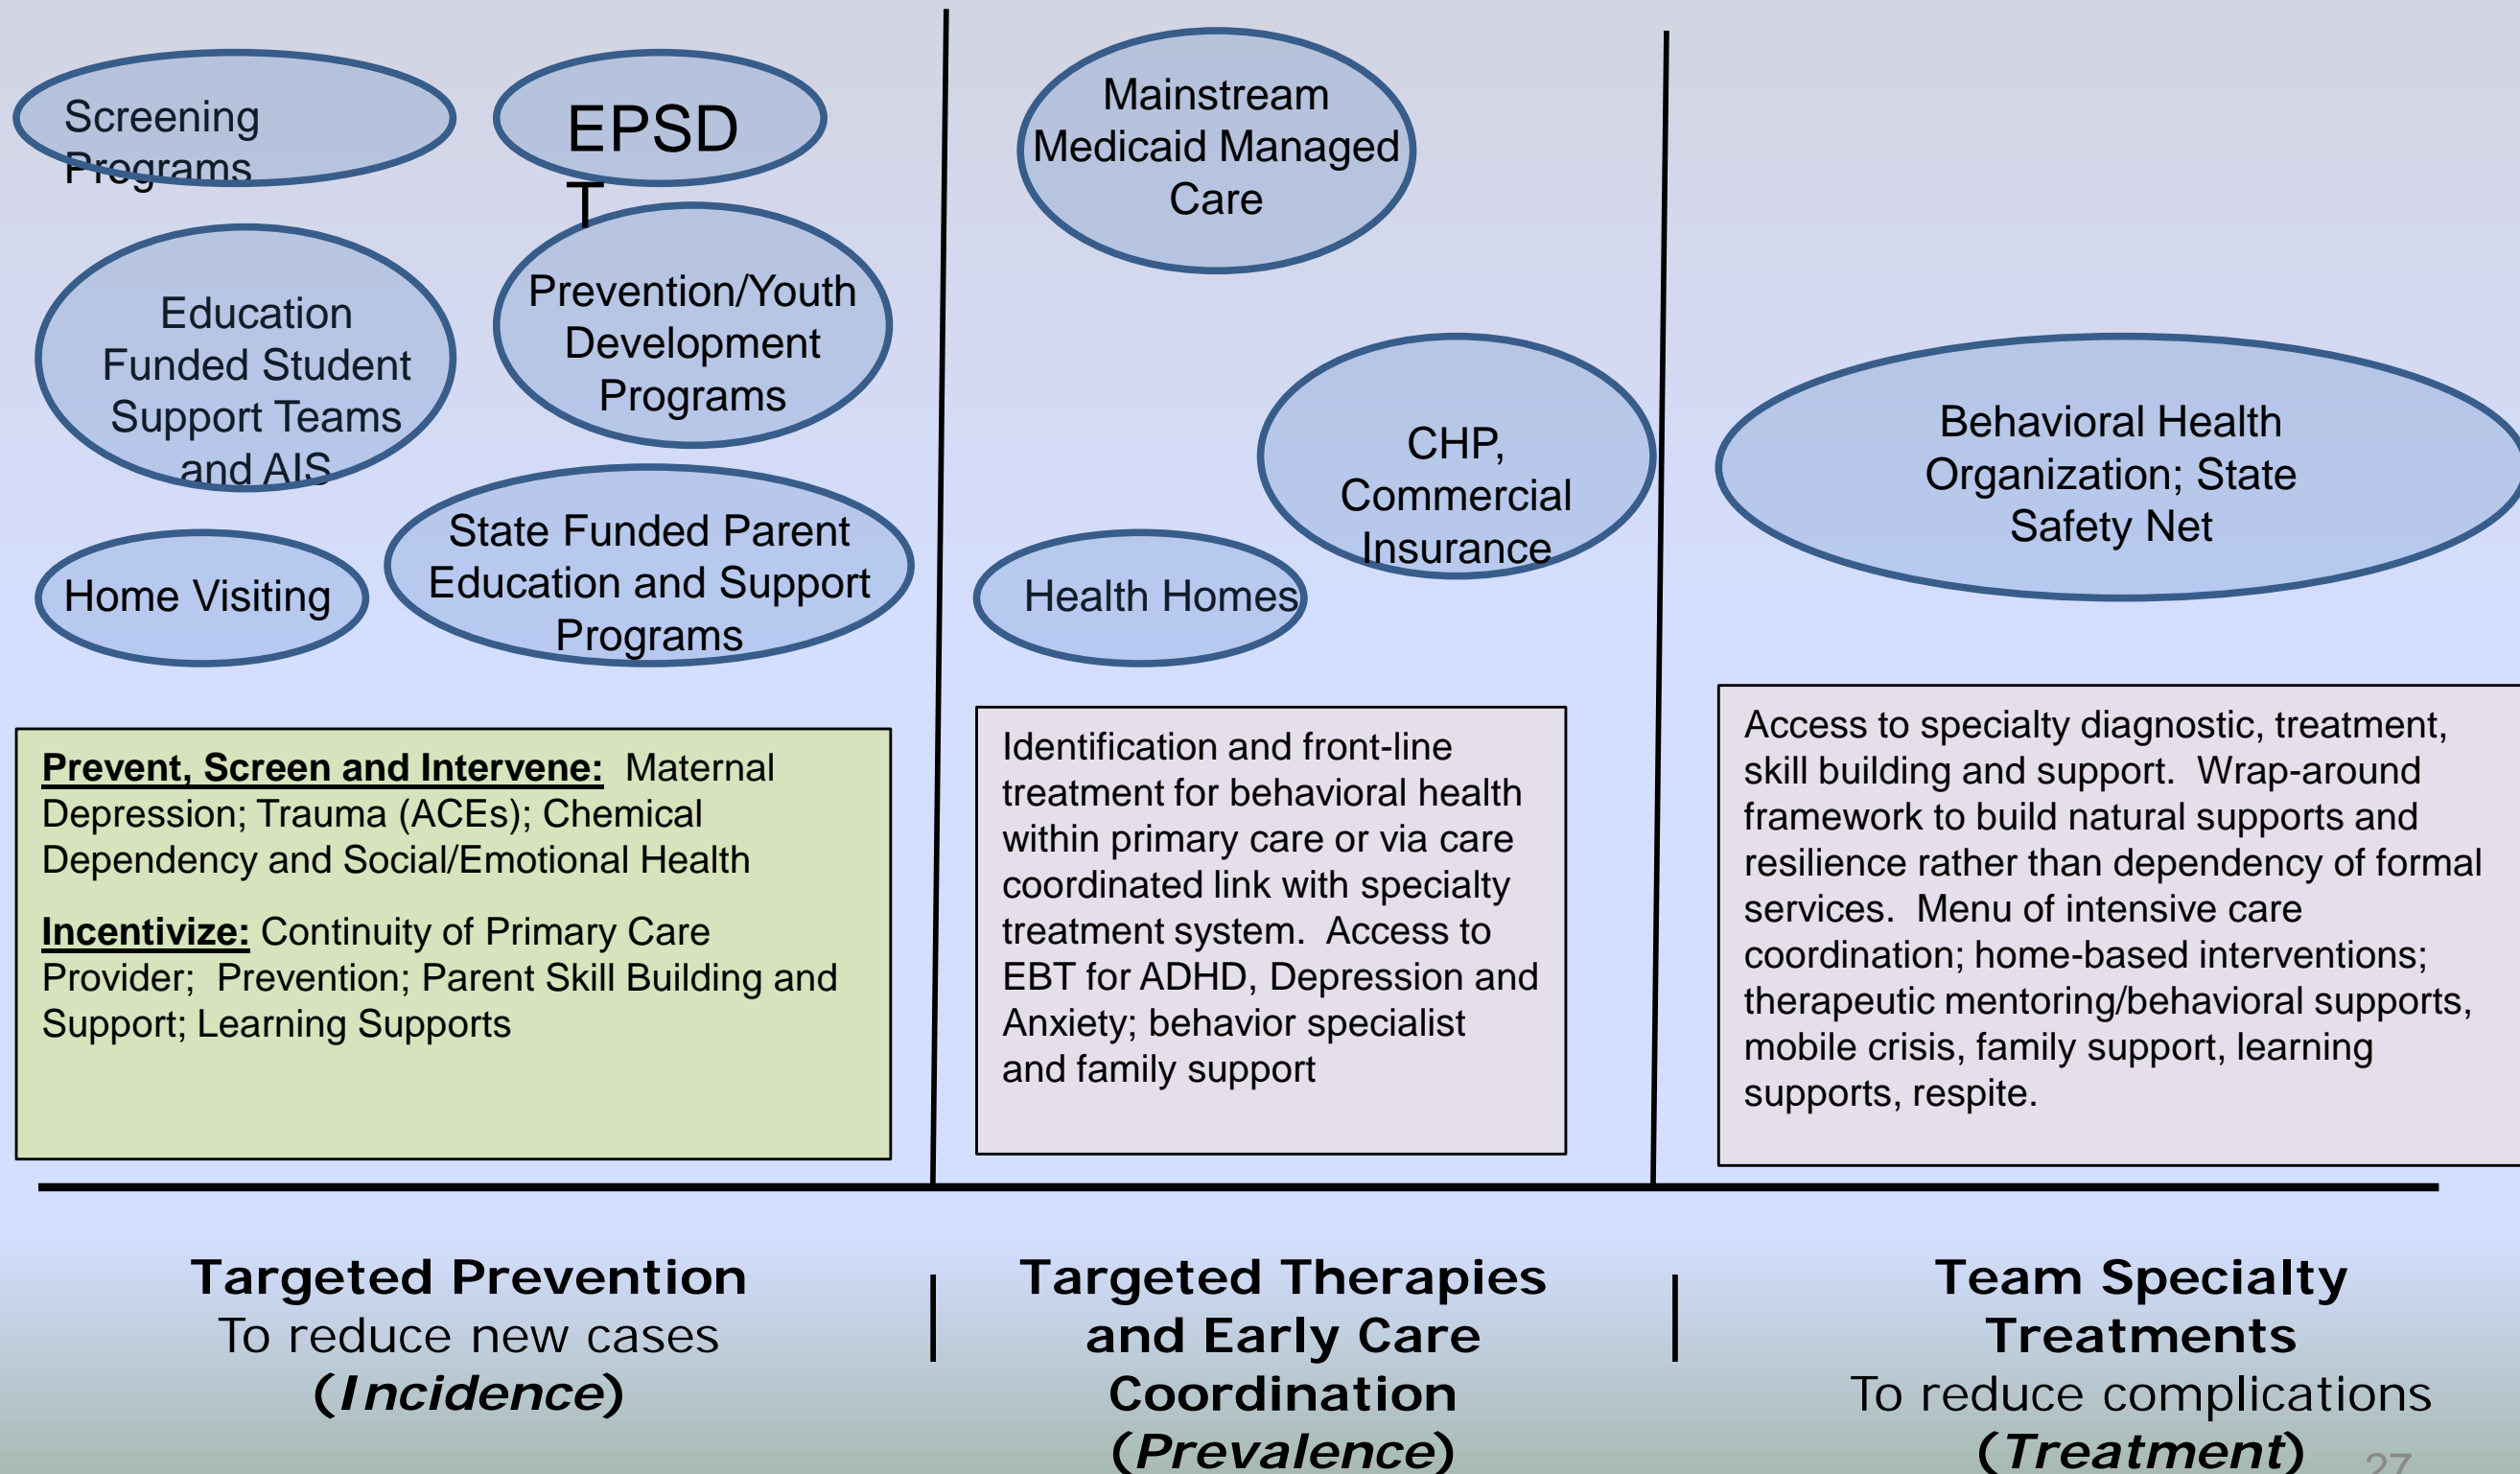 Screening
Programs
EPSD
T
Education
Funded Student
Support Teams
and AIS
Prevention/Youth
Development
Programs
Home Visiting
State Funded Parent
Education and Support
Programs
Prevent, Screen and Intervene: Maternal
Depression; Trauma (ACEs); Chemical
Dependency and Social/Emotional Health
Incentivize: Continuity of Primary Care
Provider; Prevention; Parent Skill Building and
Support; Learning Supports
Targeted Prevention
To reduce new cases
(Incidence)
Mainstream
Medicaid Managed
Care
CHP,
Commercial
Insurance
Health Homes
Identification and front-line
treatment for behavioral health
within primary care or via care
coordinated link with specialty
treatment system. Access to
EBT for ADHD, Depression and
Anxiety; behavior specialist
and family support
Targeted Therapies
and Early Care
Coordination
(Prevalence)
Behavioral Health
Organization; State
Safety Net
Access to specialty diagnostic, treatment,
skill building and support. Wrap-around
framework to build natural supports and
resilience rather than dependency of formal
services. Menu of intensive care
coordination; home-based interventions;
therapeutic mentoring/behavioral supports,
mobile crisis, family support, learning
supports, respite.
Team Specialty
Treatments
To reduce complications
(Treatment)
27